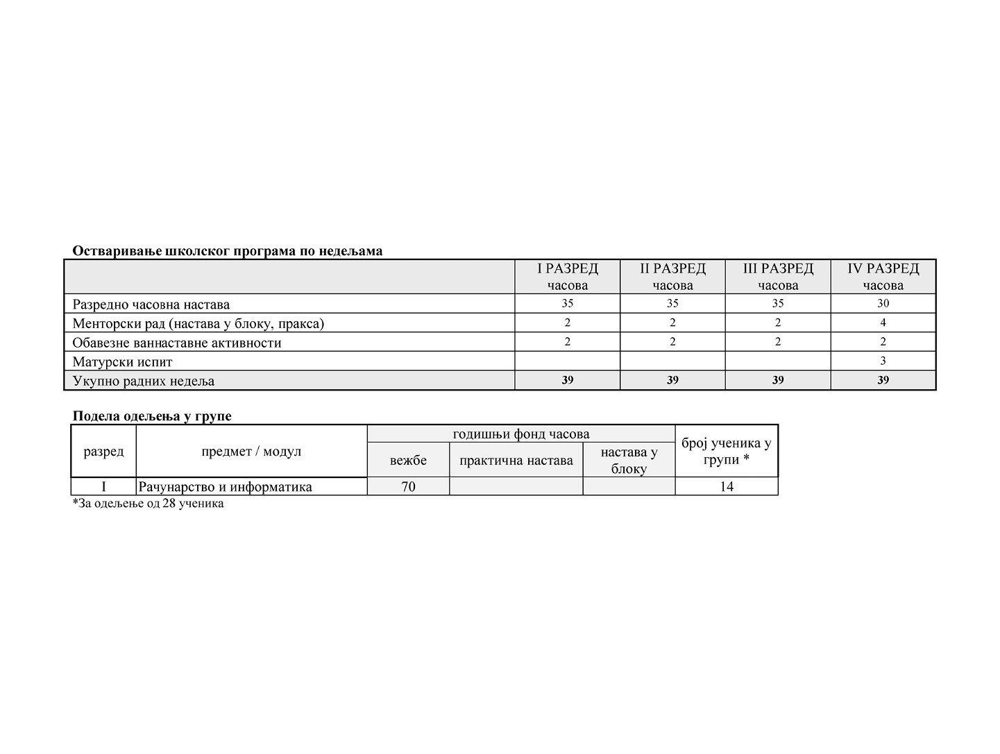 Остваривање школског програма по недељама
I РАЗРЕД часова II РАЗРЕД часова III РАЗРЕД часова IV РАЗРЕД часова
Разредно часовна настава 35 35 35 30
Менторски рад (настава у блоку, пракса) 2 2 2 4
Обавезне ваннаставне активности 2 2 2 2
Матурски испит 3
Укупно радних недеља 39 39 39 39
Подела одељења у групе
разред предмет / модул годишњи фонд часова број ученика у групи *
вежбе практична настава настава у блоку
I Рачунарство и информатика 70 14
*За одељење од 28 ученика